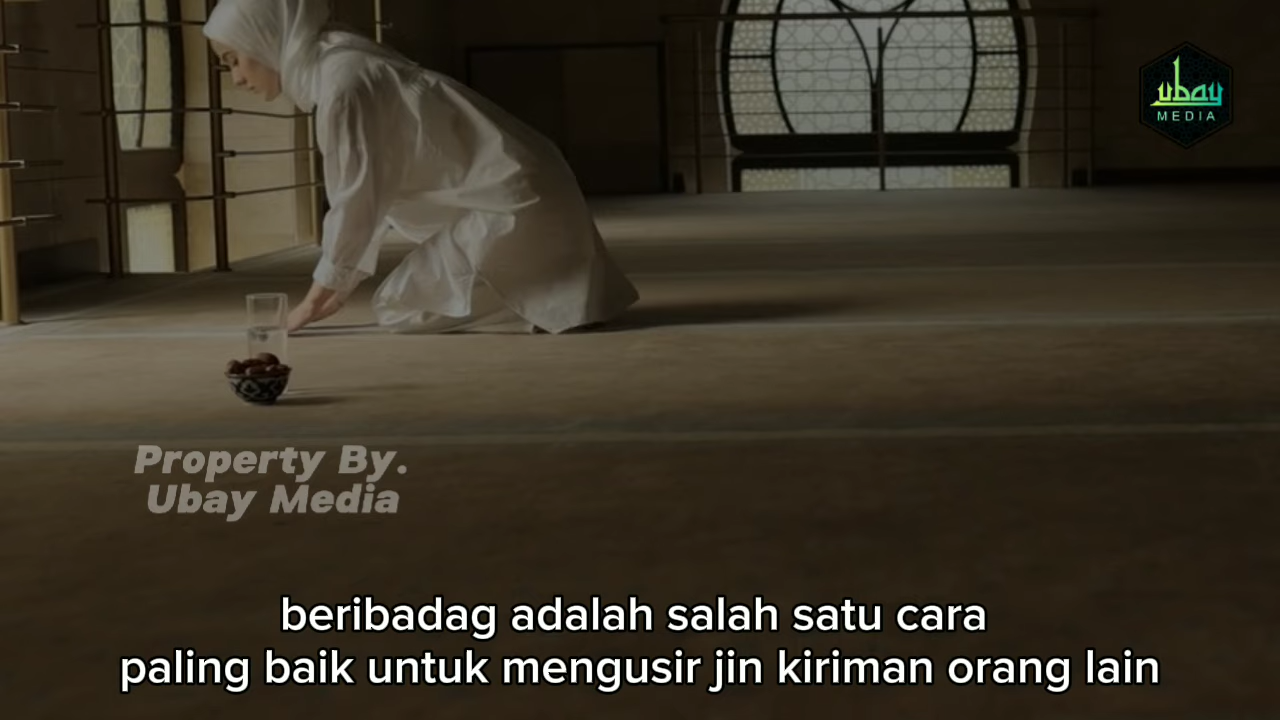 ubay
MEDIA
Property By.
Ubay Media
beribadag adalah salah satu cara
paling baik untuk mengusir jin kiriman orang lain